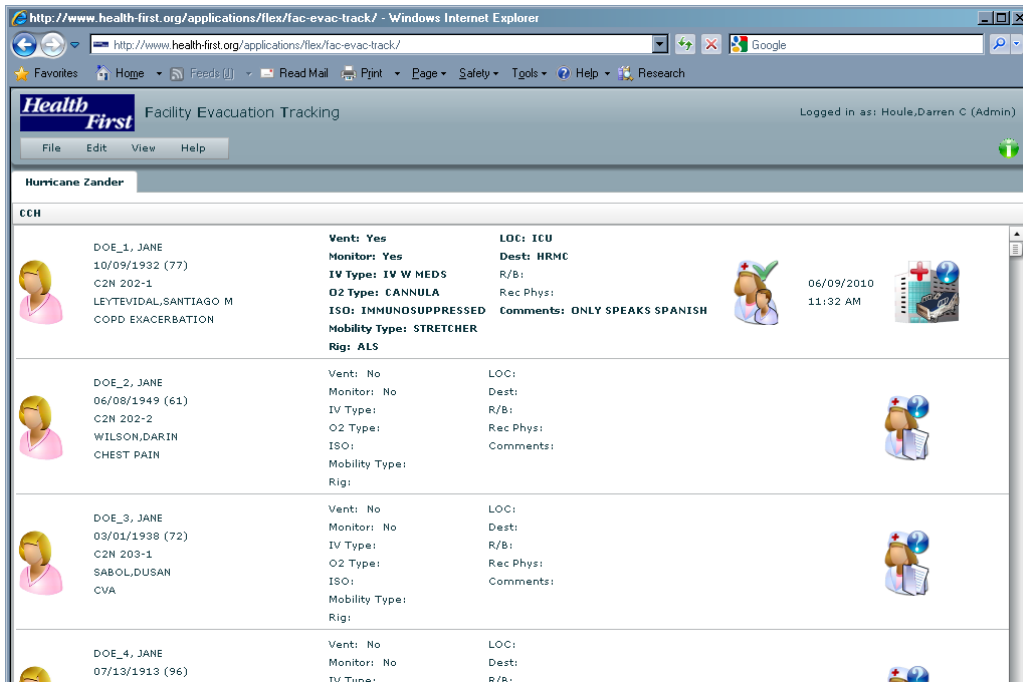 http://www.health-first.org/applications/flex/fac-evac-track/ - Windows Internet Explorer
http://www.health-first.org/applications/flex/fac-evac-track/
Google
Favorites Home Feeds (J) Read Mail Print Page Safety Tools Help Research
Health First
Facility Evacuation Tracking
Logged in as: Houle,Darren C (Admin)
File Edit View Help
Hurricane Zander
CCH
DOE_1, JANE
10/09/1932 (77)
C2N 202-1
LEYTEVIDAL,SANTIAGO M
COPD EXACERBATION
Vent: Yes
Monitor: Yes
IV Type: IV W MEDS
O2 Type: CANNULA
ISO: IMMUNOSUPPRESSED
Mobility Type: STRETCHER
Rig: ALS
LOC: ICU
Dest: HRMC
R/B:
Rec Phys:
Comments: ONLY SPEAKS SPANISH
06/09/2010
11:32 AM
DOE_2, JANE
06/08/1949 (61)
C2N 202-2
WILSON,DARIN
CHEST PAIN
Vent: No
Monitor: No
IV Type:
O2 Type:
ISO:
Mobility Type:
Rig:
LOC:
Dest:
R/B:
Rec Phys:
Comments:
DOE_3, JANE
03/01/1938 (72)
C2N 203-1
SABOL,DUSAN
CVA
Vent: No
Monitor: No
IV Type:
O2 Type:
ISO:
Mobility Type:
Rig:
LOC:
Dest:
R/B:
Rec Phys:
Comments:
DOE_4, JANE
07/13/1913 (96)
Vent: No
Monitor: No
IV Type:
LOC:
Dest:
R/B: